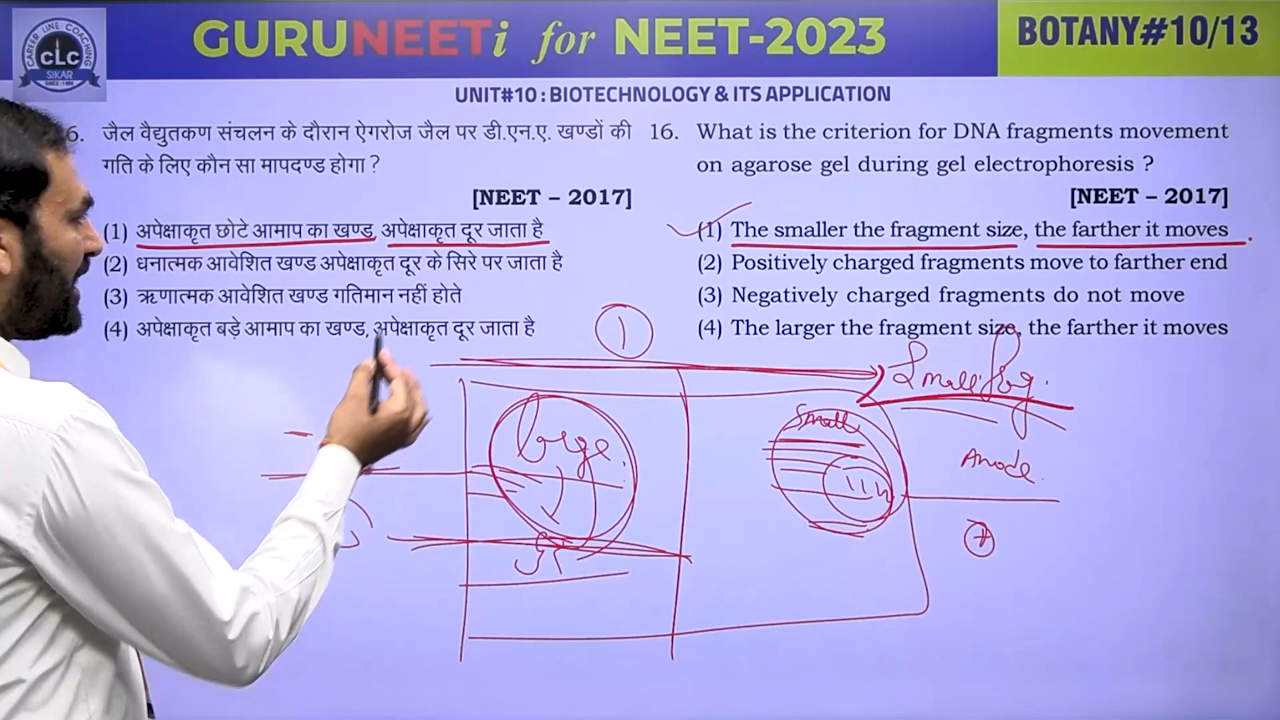 CAREER LINE COACHING
CLC
SIKAR
SINCE : 1996
GURUNEETi for NEET-2023
BOTANY#10/13
UNIT#10 : BIOTECHNOLOGY & ITS APPLICATION
6. जैल वैद्युतकण संचलन के दौरान ऐगरोज जैल पर डी.एन.ए. खण्डों की
गति के लिए कौन सा मापदण्ड होगा ?
[NEET – 2017]
(1) अपेक्षाकृत छोटे आमाप का खण्ड, अपेक्षाकृत दूर जाता है
(2) धनात्मक आवेशित खण्ड अपेक्षाकृत दूर के सिरे पर जाता है
(3) ऋणात्मक आवेशित खण्ड गतिमान नहीं होते
(4) अपेक्षाकृत बड़े आमाप का खण्ड, अपेक्षाकृत दूर जाता है
16. What is the criterion for DNA fragments movement
on agarose gel during gel electrophoresis ?
[NEET – 2017]
(1) The smaller the fragment size, the farther it moves
(2) Positively charged fragments move to farther end
(3) Negatively charged fragments do not move
(4) The larger the fragment size, the farther it moves
1
Small frag.
large
Small
Anode
+